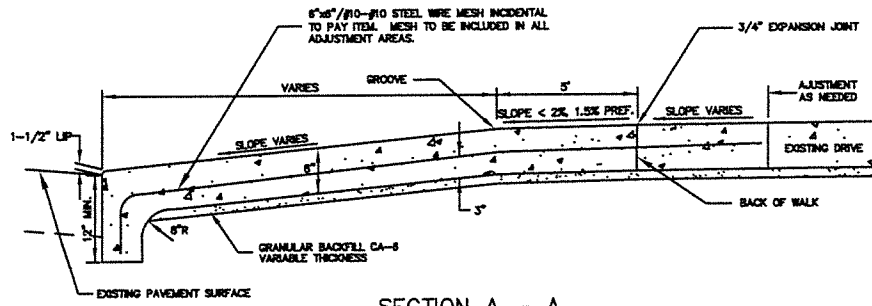 6"x6"/#10-#10 STEEL WIRE MESH INCIDENTAL
TO PAY ITEM. MESH TO BE INCLUDED IN ALL
ADJUSTMENT AREAS.
3/4" EXPANSION JOINT
GROOVE
VARIES
5'
AJUSTMENT
AS NEEDED
SLOPE < 2%, 1.5% PREF.
SLOPE VARIES
1-1/2" LIP
SLOPE VARIES
6"
EXISTING DRIVE
12" MIN.
6"R
3"
BACK OF WALK
GRANULAR BACKFILL CA-6
VARIABLE THICKNESS
EXISTING PAVEMENT SURFACE
SECTION A - A